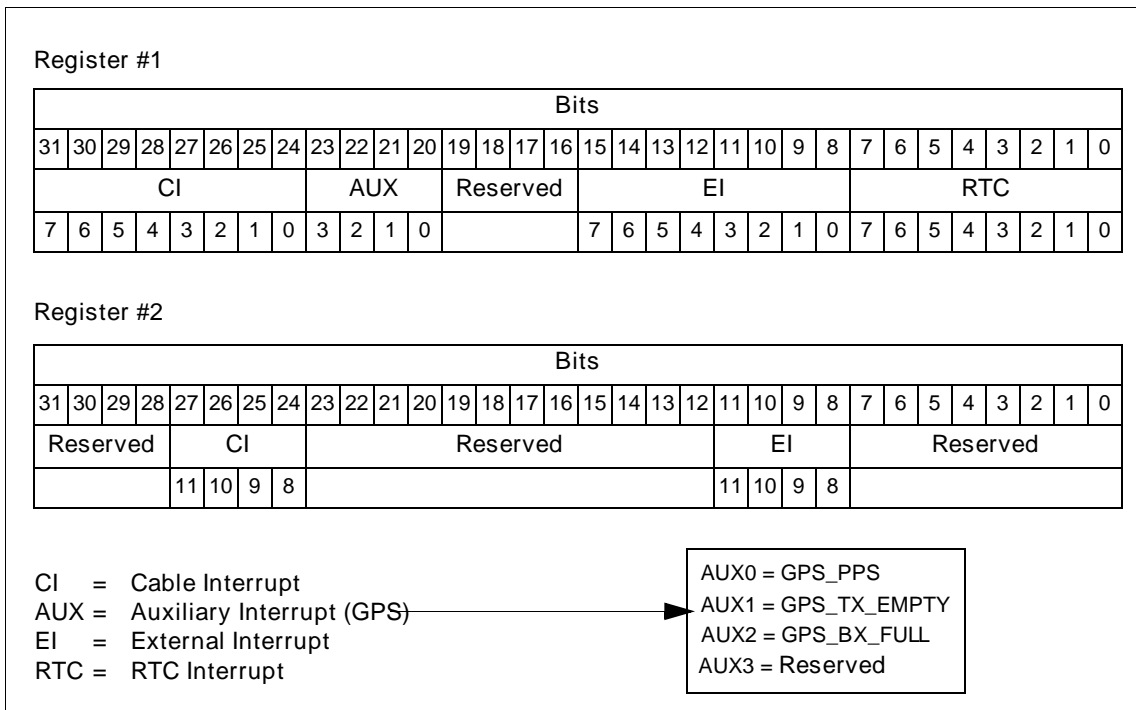 Register #1
Bits
31 30 29 28 27 26 25 24 23 22 21 20 19 18 17 16 15 14 13 12 11 10 9 8 7 6 5 4 3 2 1 0
CI AUX Reserved EI RTC
7 6 5 4 3 2 1 0 3 2 1 0 7 6 5 4 3 2 1 0 7 6 5 4 3 2 1 0
Register #2
Bits
31 30 29 28 27 26 25 24 23 22 21 20 19 18 17 16 15 14 13 12 11 10 9 8 7 6 5 4 3 2 1 0
Reserved CI Reserved EI Reserved
11 10 9 8 11 10 9 8
CI = Cable Interrupt
AUX = Auxiliary Interrupt (GPS)
EI = External Interrupt
RTC = RTC Interrupt
AUX0 = GPS_PPS
AUX1 = GPS_TX_EMPTY
AUX2 = GPS_BX_FULL
AUX3 = Reserved